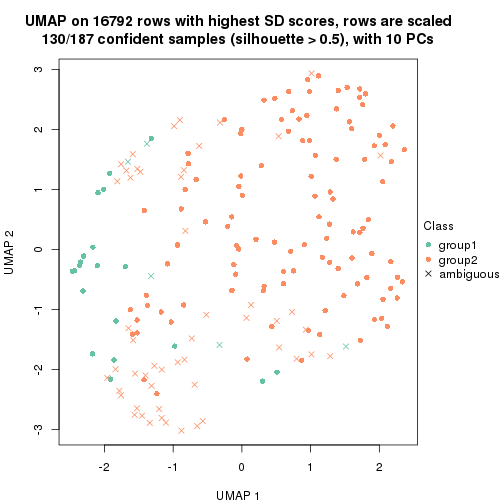 UMAP on 16792 rows with highest SD scores, rows are scaled
130/187 confident samples (silhouette > 0.5), with 10 PCs
3
2
1
0
-1
-2
-3
UMAP 2
-2
-1
0
1
2
UMAP 1
Class
group1
group2
ambiguous